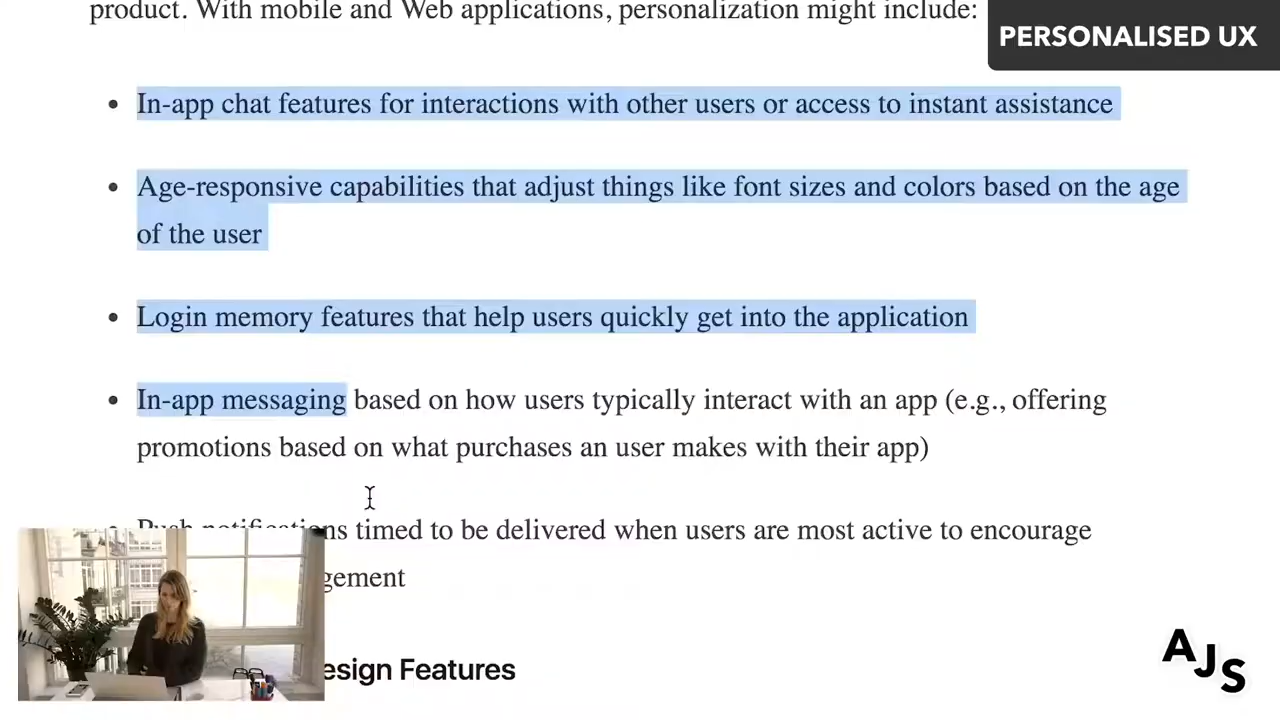 product. With mobile and Web applications, personalization might include:
PERSONALISED UX
• In-app chat features for interactions with other users or access to instant assistance
• Age-responsive capabilities that adjust things like font sizes and colors based on the age
of the user
• Login memory features that help users quickly get into the application
• In-app messaging based on how users typically interact with an app (e.g., offering
promotions based on what purchases an user makes with their app)
• Push notifications timed to be delivered when users are most active to encourage
gement
esign Features
AJS